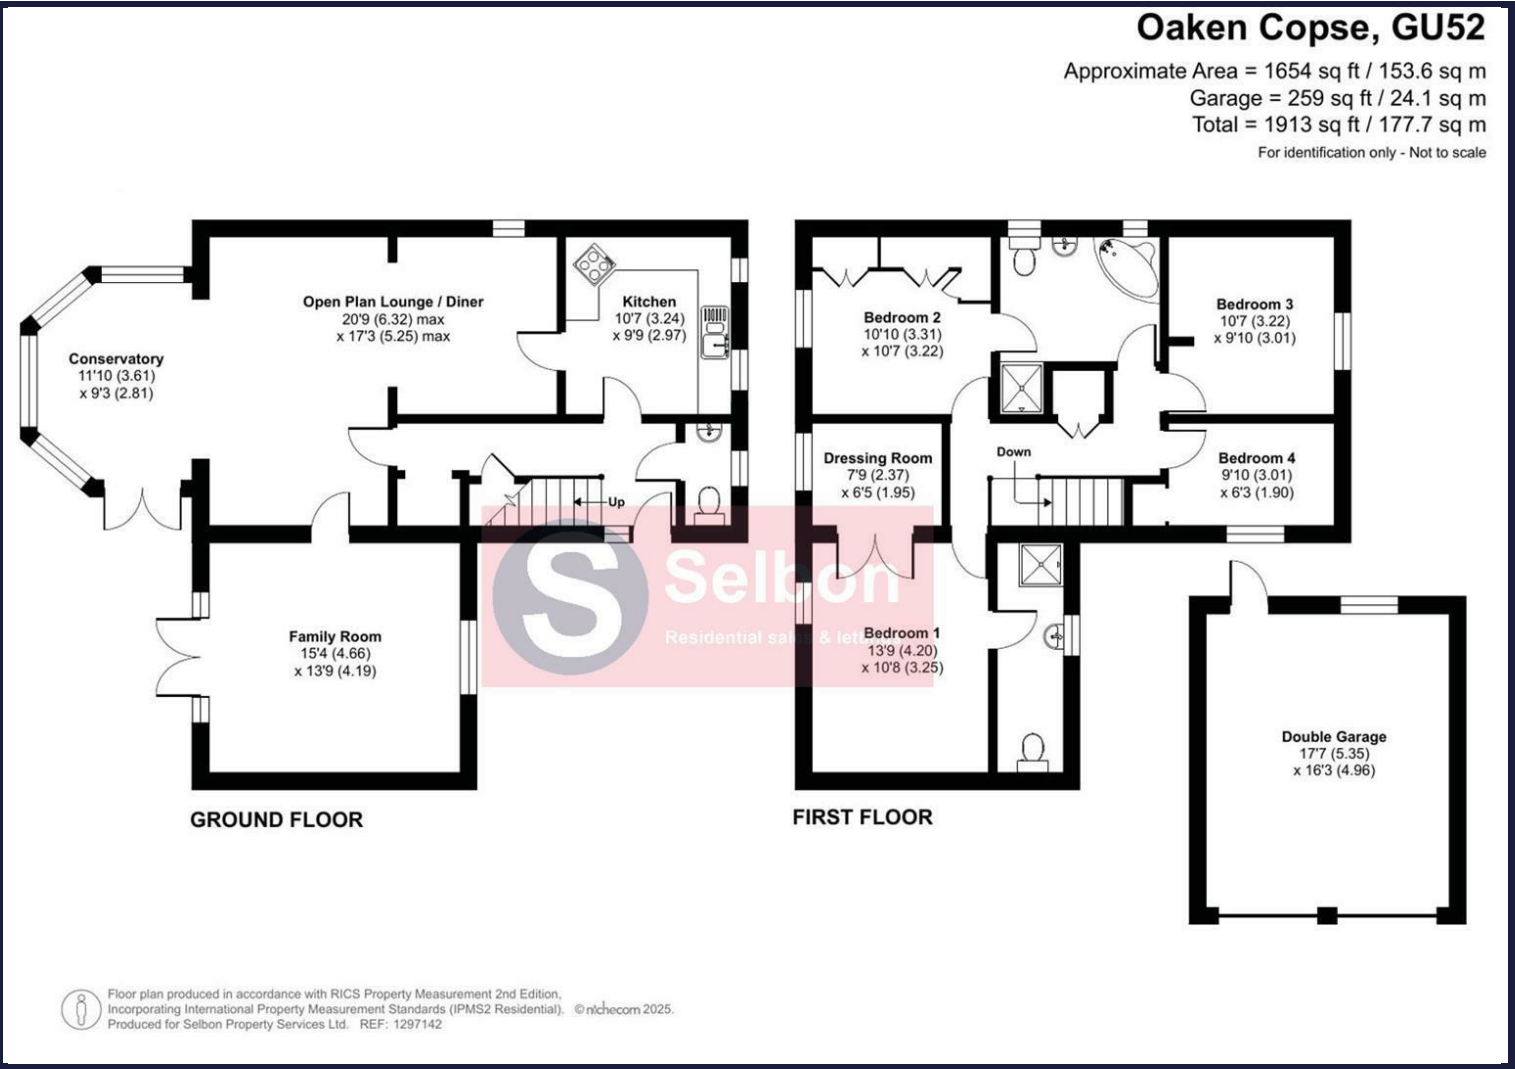 Oaken Copse, GU52
Approximate Area = 1654 sq ft / 153.6 sq m
Garage = 259 sq ft / 24.1 sq m
Total = 1913 sq ft / 177.7 sq m
For identification only - Not to scale
Open Plan Lounge / Diner
20'9 (6.32) max
x 17'3 (5.25) max
Kitchen
10'7 (3.24)
x 9'9 (2.97)
Conservatory
11'10 (3.61)
x 9'3 (2.81)
Up
Family Room
15'4 (4.66)
x 13'9 (4.19)
GROUND FLOOR
Bedroom 2
10'10 (3.31)
x 10'7 (3.22)
Bedroom 3
10'7 (3.22)
x 9'10 (3.01)
Dressing Room
7'9 (2.37)
x 6'5 (1.95)
Down
Bedroom 4
9'10 (3.01)
x 6'3 (1.90)
Bedroom 1
13'9 (4.20)
x 10'8 (3.25)
FIRST FLOOR
Double Garage
17'7 (5.35)
x 16'3 (4.96)
S Selbon
Residential sales & lettings
Floor plan produced in accordance with RICS Property Measurement 2nd Edition,
Incorporating International Property Measurement Standards (IPMS2 Residential). © nichecom 2025.
Produced for Selbon Property Services Ltd. REF: 1297142